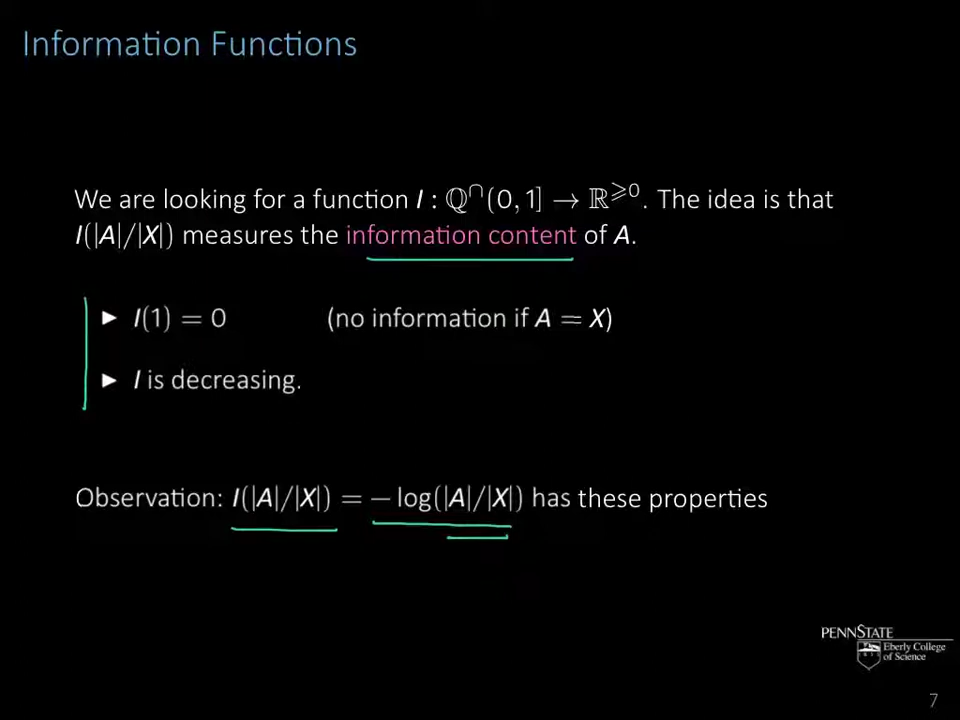 Information Functions
We are looking for a function I : ℚ^∩(0, 1] → ℝ^⩾0. The idea is that
I(|A|/|X|) measures the information content of A.
▶ I(1) = 0 (no information if A = X)
▶ I is decreasing.
Observation: I(|A|/|X|) = − log(|A|/|X|) has these properties
PENNSTATE
Eberly College
of Science
7